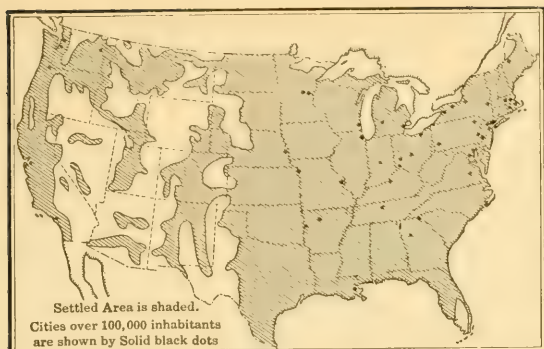 Settled Area is shaded.
Cities over 100,000 inhabitants
are shown by Solid black dots